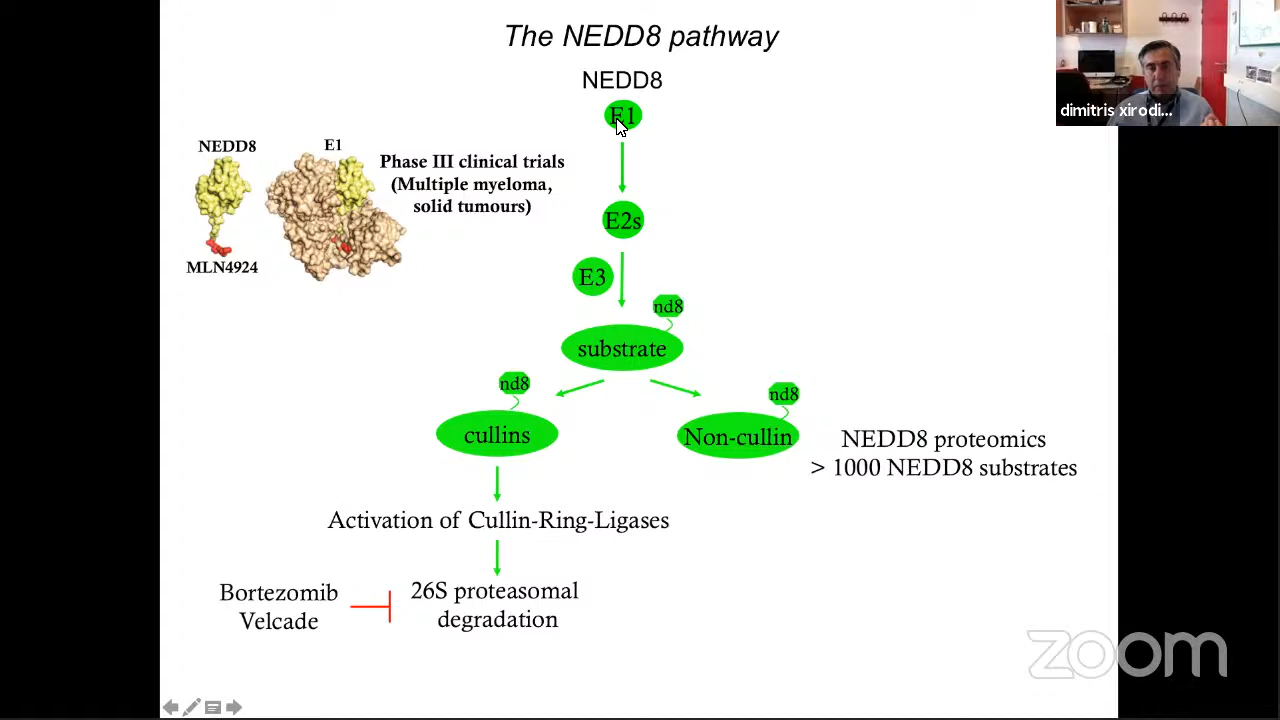 The NEDD8 pathway
NEDD8
E1
dimitris xirodi...
NEDD8
E1
Phase III clinical trials
(Multiple myeloma,
solid tumours)
MLN4924
E2s
E3
nd8
substrate
nd8
cullins
nd8
Non-cullin
NEDD8 proteomics
> 1000 NEDD8 substrates
Activation of Cullin-Ring-Ligases
Bortezomib
Velcade
26S proteasomal
degradation
zoom